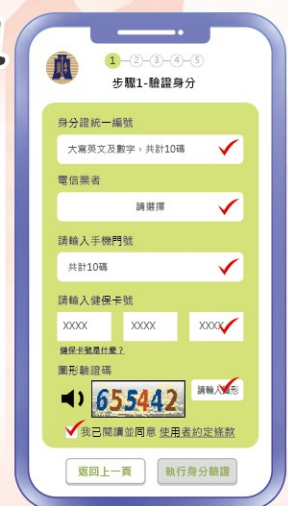 1-2-3-4-5
步驟1-驗證身分
身分證統一編號
大寫英文及數字，共計10碼
電信業者
請選擇
請輸入手機門號
共計10碼
請輸入健保卡號
XXXX XXXX XXXX
健保卡號是什麼？
圖形驗證碼
655442
請輸入圖形
我已閱讀並同意 使用者約定條款
返回上一頁 執行身分驗證